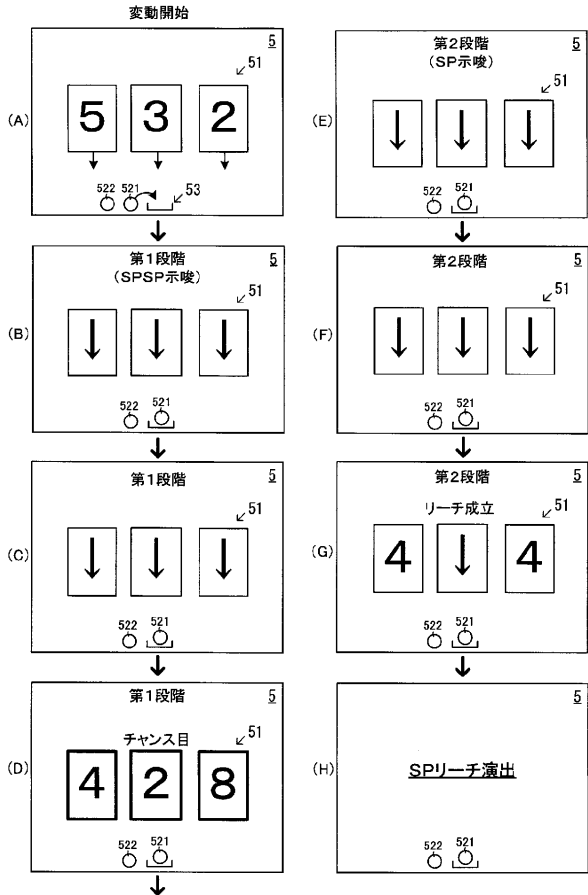 変動開始
(A)
5
51
5 3 2
522 521 53
(B)
第1段階
(SPSP示唆)
5
51
522 521
(C)
第1段階
5
51
522 521
(D)
第1段階
5
チャンス目
51
4 2 8
522 521
(E)
第2段階
(SP示唆)
5
51
522 521
(F)
第2段階
5
51
522 521
(G)
第2段階
5
リーチ成立
51
4 4
522 521
(H)
5
SPリーチ演出
522 521